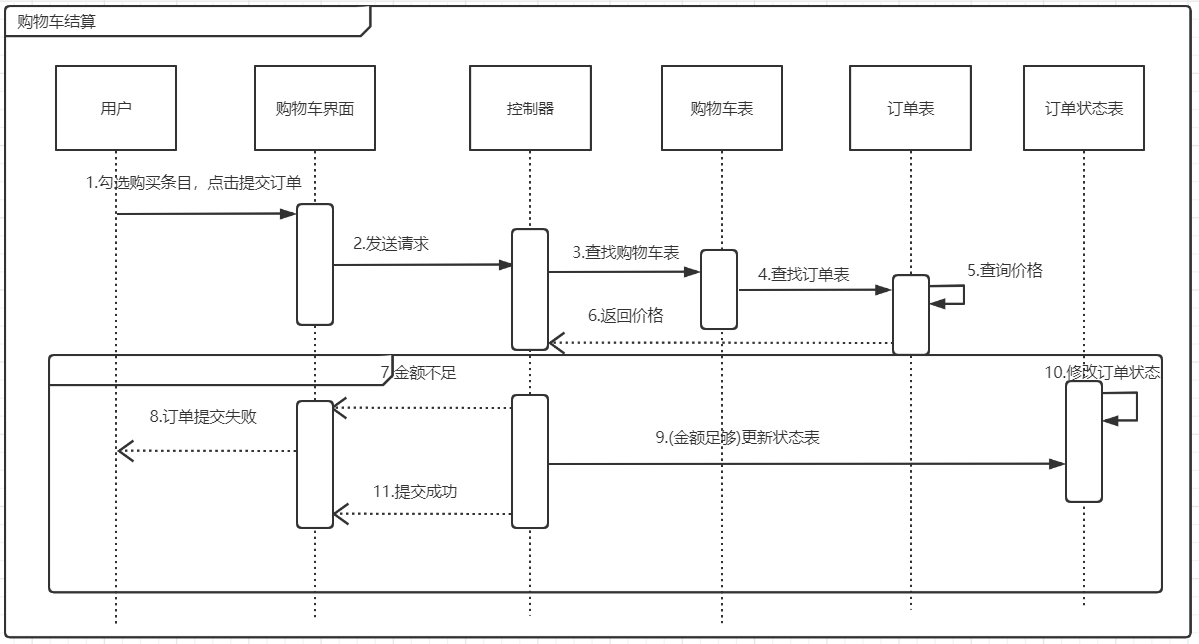 购物车结算
用户
购物车界面
控制器
购物车表
订单表
订单状态表
1.勾选购买条目，点击提交订单
2.发送请求
3.查找购物车表
4.查找订单表
5.查询价格
6.返回价格
7.金额不足
8.订单提交失败
9.(金额足够)更新状态表
10.修改订单状态
11.提交成功